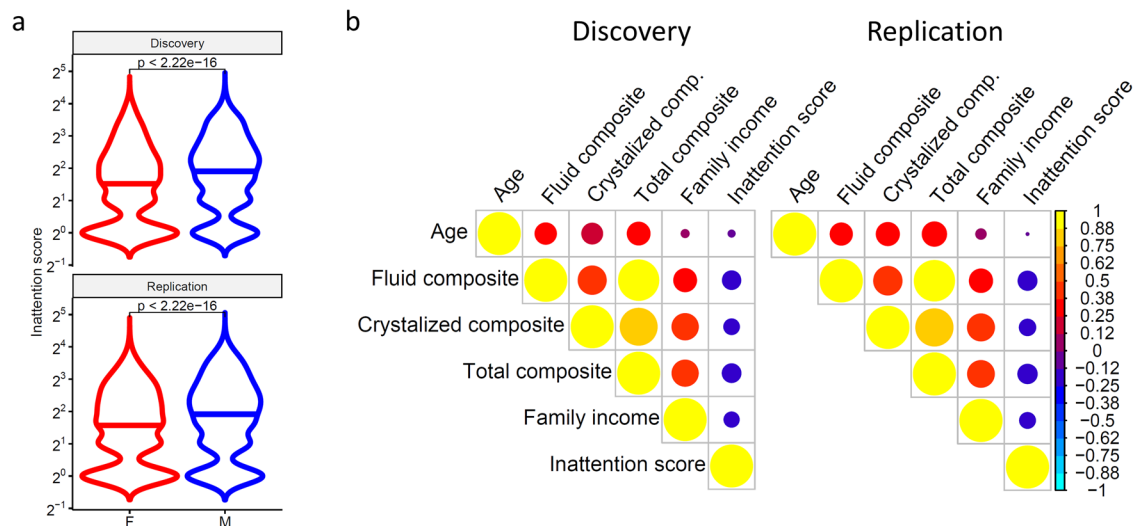 a
Discovery
p < 2.22e−16
2^5
2^4
2^3
2^2
2^1
2^0
2^−1
Inattention score
Replication
p < 2.22e−16
2^5
2^4
2^3
2^2
2^1
2^0
2^−1
F
M
b
Discovery
Replication
Age
Fluid composite
Crystalized comp.
Total composite
Family income
Inattention score
Age
Fluid composite
Crystalized comp.
Total composite
Family income
Inattention score
Age
Fluid composite
Crystalized composite
Total composite
Family income
Inattention score
1
0.88
0.75
0.62
0.5
0.38
0.25
0.12
0
−0.12
−0.25
−0.38
−0.5
−0.62
−0.75
−0.88
−1